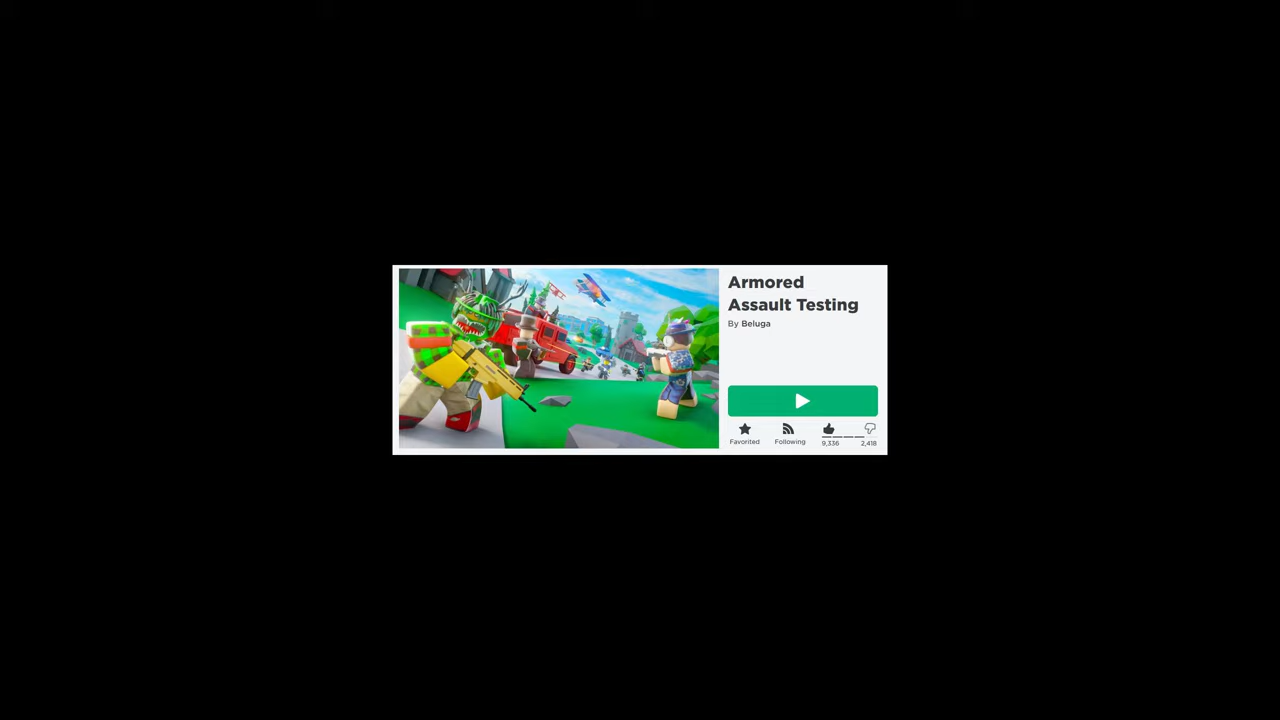 Armored
Assault Testing
By Beluga
Favorited
Following
9,336
2,418